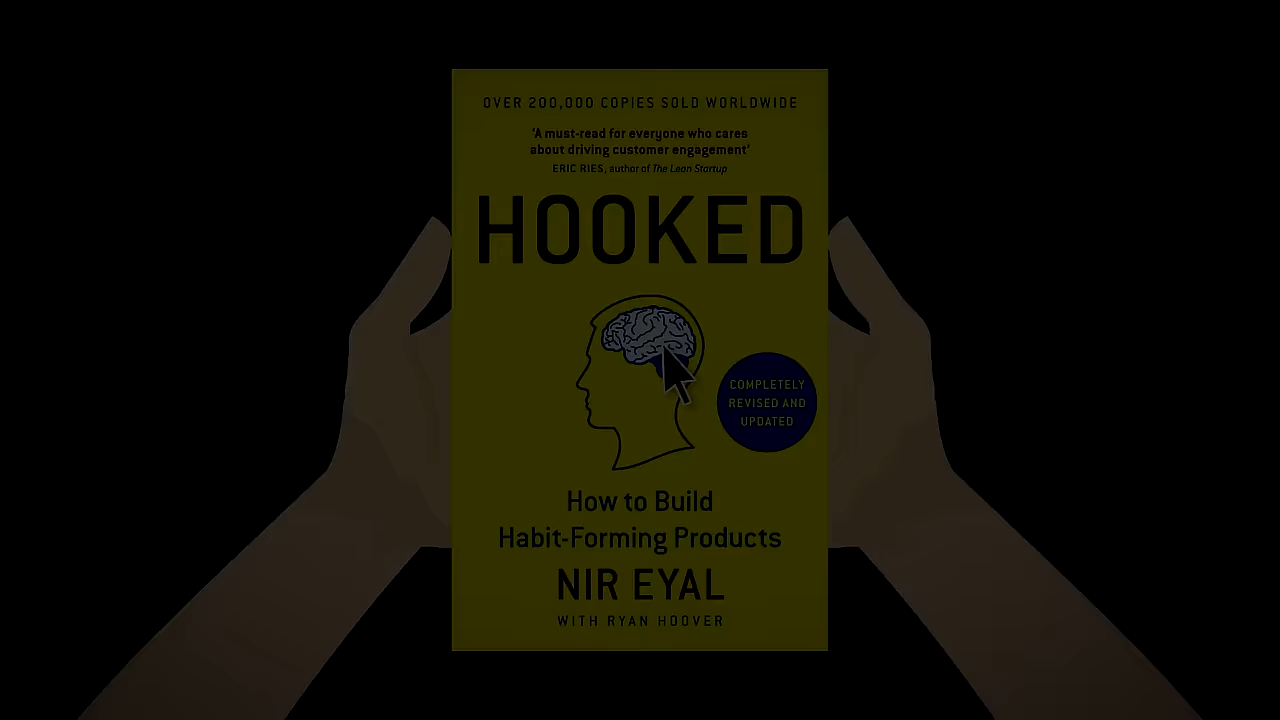 OVER 200,000 COPIES SOLD WORLDWIDE
'A must-read for everyone who cares
about driving customer engagement'
ERIC RIES, author of The Lean Startup
HOOKED
COMPLETELY
REVISED AND
UPDATED
How to Build
Habit-Forming Products
NIR EYAL
WITH RYAN HOOVER